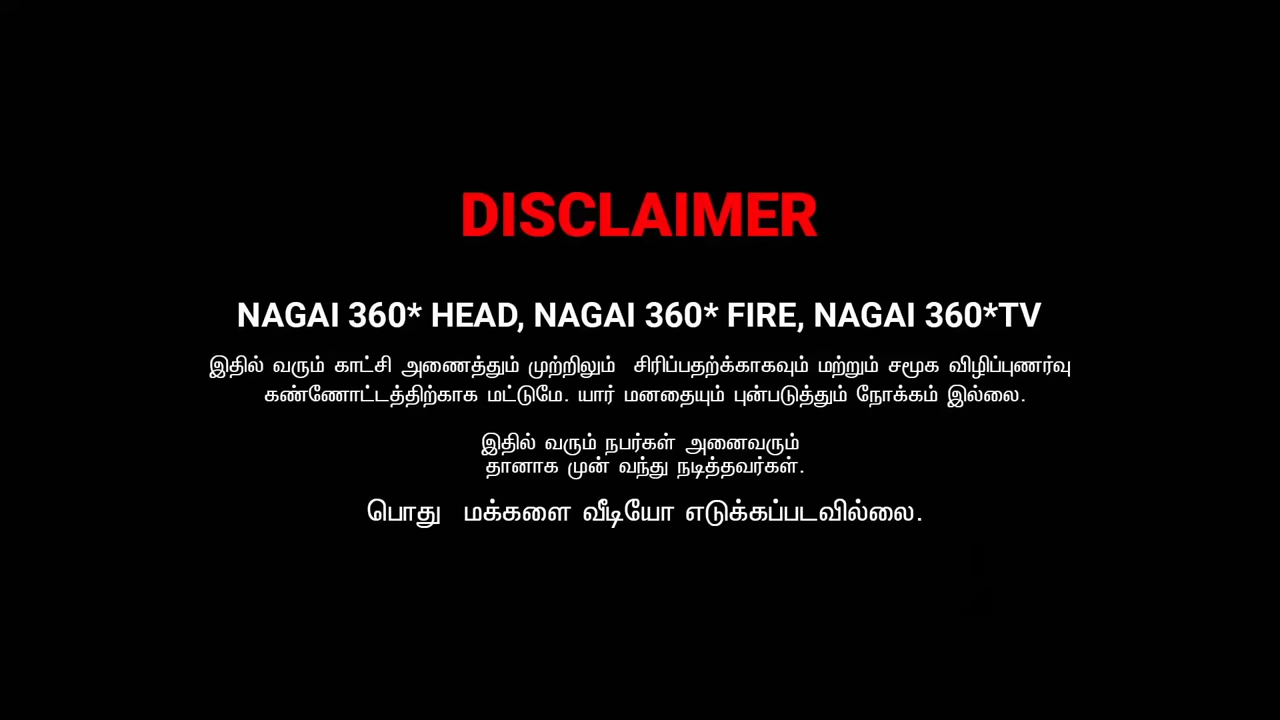 DISCLAIMER
NAGAI 360* HEAD, NAGAI 360* FIRE, NAGAI 360*TV
இதில் வரும் காட்சி அணைத்தும் முற்றிலும் சிரிப்பதற்க்காகவும் மற்றும் சமூக விழிப்புணர்வு
கண்ணோட்டத்திற்காக மட்டுமே. யார் மனதையும் புன்படுத்தும் நோக்கம் இல்லை.
இதில் வரும் நபர்கள் அனைவரும்
தானாக முன் வந்து நடித்தவர்கள்.
பொது மக்களை வீடியோ எடுக்கப்படவில்லை.